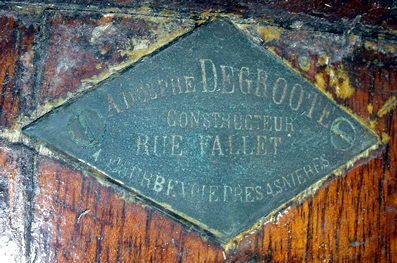 ADOLPHE DEGROOTE
CONSTRUCTEUR
RUE FALLET
A COURBEVOIE PRES ASNIERES